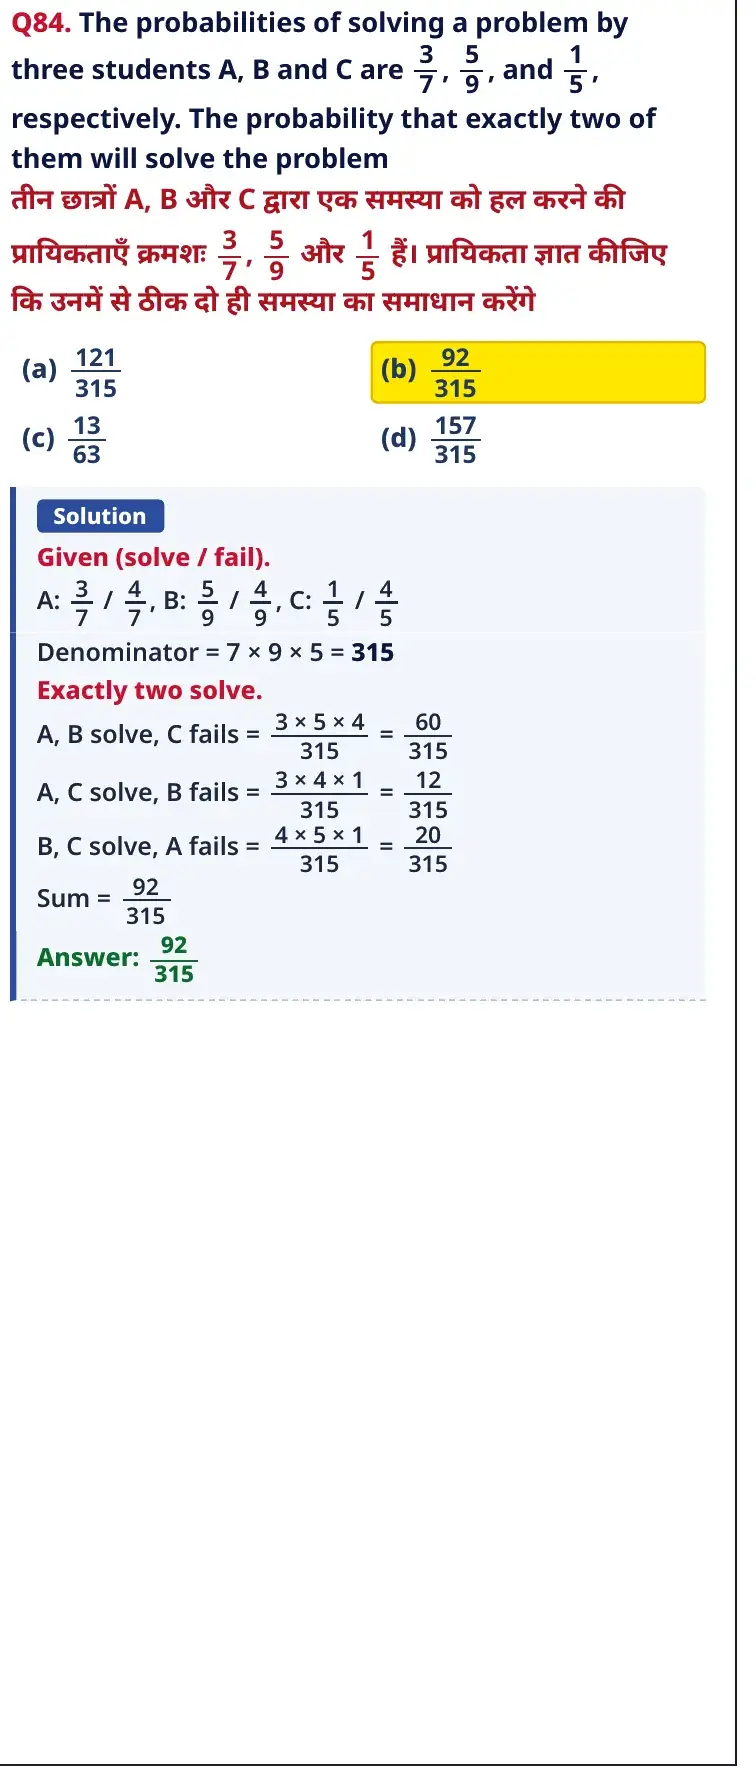 Q84. The probabilities of solving a problem by
three students A, B and C are 3/7, 5/9, and 1/5,
respectively. The probability that exactly two of
them will solve the problem
तीन छात्रों A, B और C द्वारा एक समस्या को हल करने की
प्रायिकताएँ क्रमशः 3/7, 5/9 और 1/5 हैं। प्रायिकता ज्ञात कीजिए
कि उनमें से ठीक दो ही समस्या का समाधान करेंगे
(a) 121/315 (b) 92/315
(c) 13/63 (d) 157/315
Solution
Given (solve / fail).
A: 3/7 / 4/7, B: 5/9 / 4/9, C: 1/5 / 4/5
Denominator = 7 × 9 × 5 = 315
Exactly two solve.
A, B solve, C fails = 3 × 5 × 4/315 = 60/315
A, C solve, B fails = 3 × 4 × 1/315 = 12/315
B, C solve, A fails = 4 × 5 × 1/315 = 20/315
Sum = 92/315
Answer: 92/315